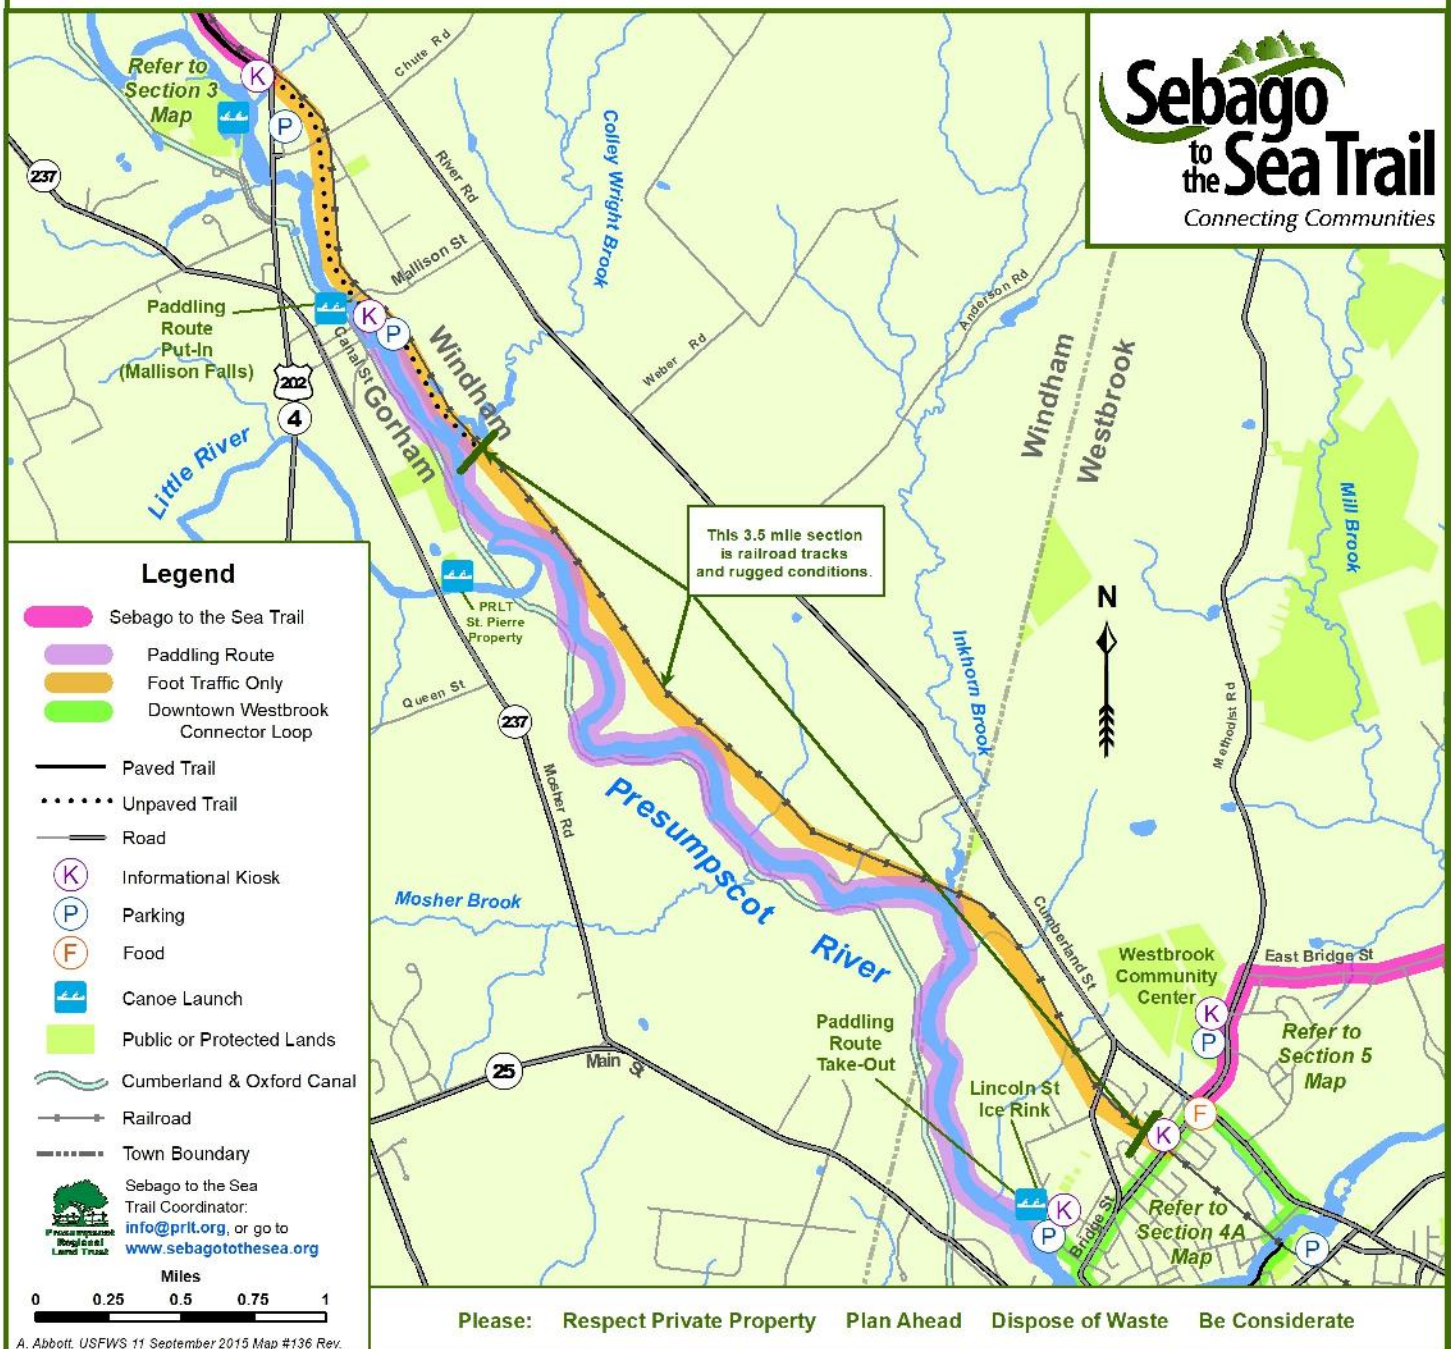 Sebago
to
the Sea Trail
Connecting Communities
Refer to
Section 3
Map
K
P
Chute Rd
River Rd
Colley Wright Brook
237
Mallison St
Anderson Rd
Paddling
Route
Put-In
(Mallison Falls)
K
P
Canal St
Windham
Gorham
202
4
Weber Rd
Windham
Westbrook
Little River
Mill Brook
This 3.5 mile section
is railroad tracks
and rugged conditions.
PRLT
St. Pierre
Property
N
Inkhorn Brook
Queen St
237
Methodist Rd
Mosher Rd
Presumpscot
River
Mosher Brook
Cumberland St
Westbrook
Community
Center
East Bridge St
K
P
Refer to
Section 5
Map
Paddling
Route
Take-Out
Lincoln St
Ice Rink
25
Main St
F
K
K
P
Bridge St
Refer to
Section 4A
Map
P
Legend
Sebago to the Sea Trail
Paddling Route
Foot Traffic Only
Downtown Westbrook
Connector Loop
Paved Trail
Unpaved Trail
Road
K Informational Kiosk
P Parking
F Food
Canoe Launch
Public or Protected Lands
Cumberland & Oxford Canal
Railroad
Town Boundary
Presumpscot
Regional
Land Trust
Sebago to the Sea
Trail Coordinator:
info@prlt.org, or go to
www.sebagotothesea.org
Miles
0 0.25 0.5 0.75 1
A. Abbott, USFWS 11 September 2015 Map #136 Rev.
Please: Respect Private Property Plan Ahead Dispose of Waste Be Considerate